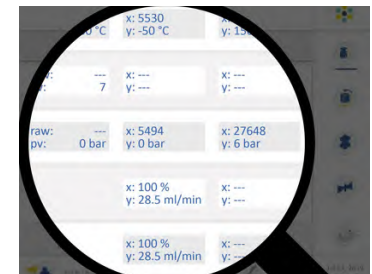 x: 5530
°C y: -50 °C
x: ---
--- x: ---
7 y: ---
y: ---
raw: --- x: 5494 x: 27648
pv: 0 bar y: 0 bar y: 6 bar
x: 100 % x: ---
y: 28.5 ml/min y: ---
x: 100 % x: ---
y: 28.5 ml/min y: ---